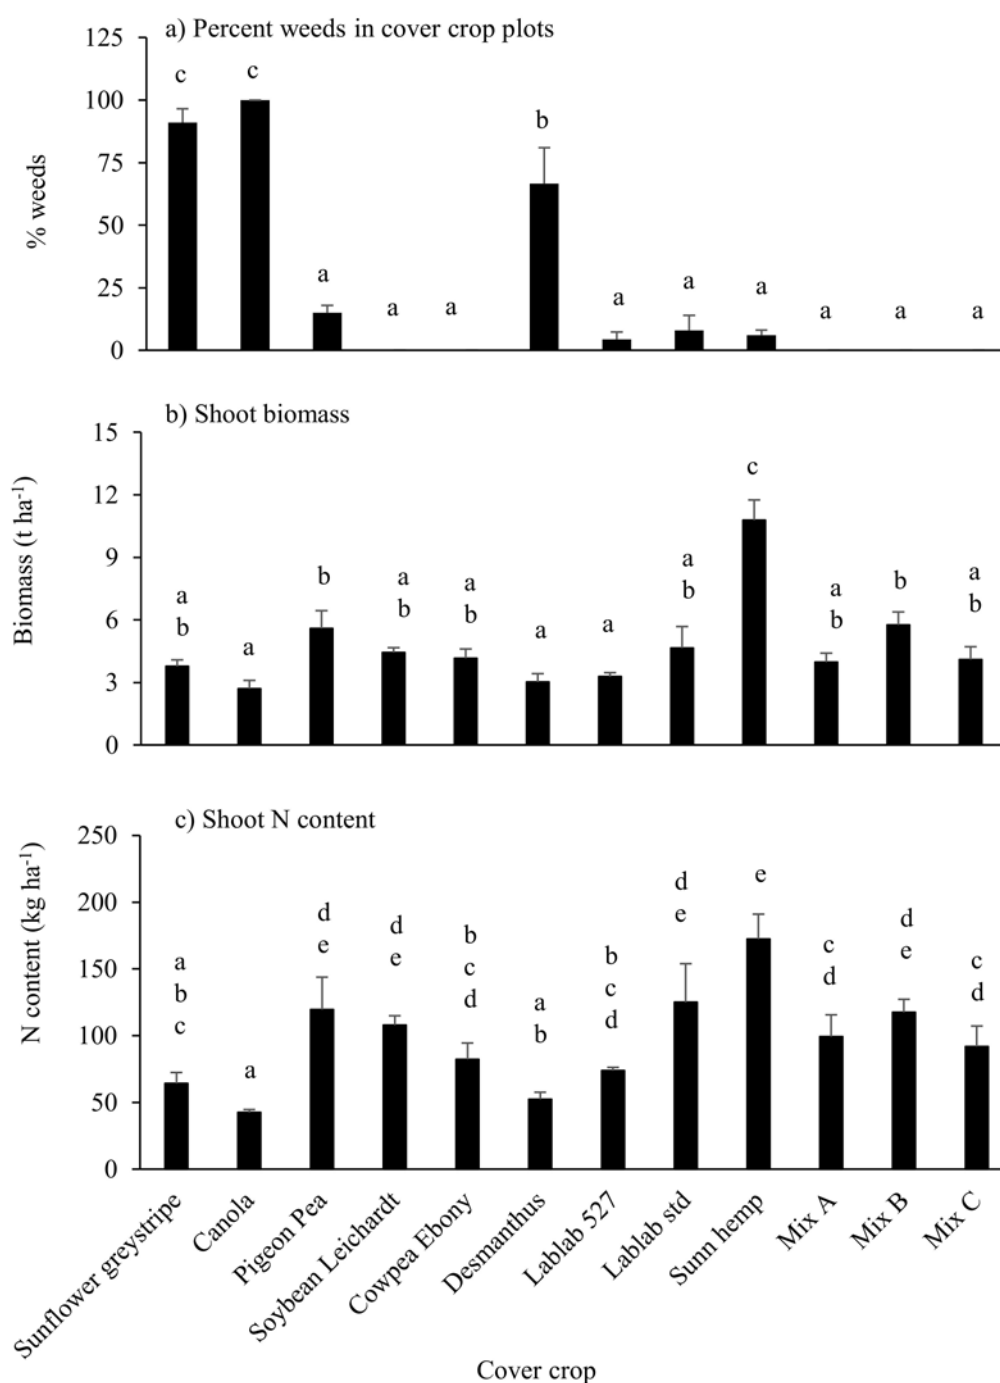 a) Percent weeds in cover crop plots
% weeds
125
100
75
50
25
0
c
c
a
a
a
b
a
a
a
a
a
a
b) Shoot biomass
Biomass (t ha⁻¹)
15
12
9
6
3
0
a
b
a
b
a
b
a
b
a
a
a
b
c
a
b
b
a
b
c) Shoot N content
N content (kg ha⁻¹)
250
200
150
100
50
0
a
b
c
a
d
e
d
e
b
c
d
a
b
b
c
d
d
e
e
c
d
d
e
c
d
Sunflower greystripe
Canola
Pigeon Pea
Soybean Leichardt
Cowpea Ebony
Desmanthus
Lablab 527
Lablab std
Sunn hemp
Mix A
Mix B
Mix C
Cover crop